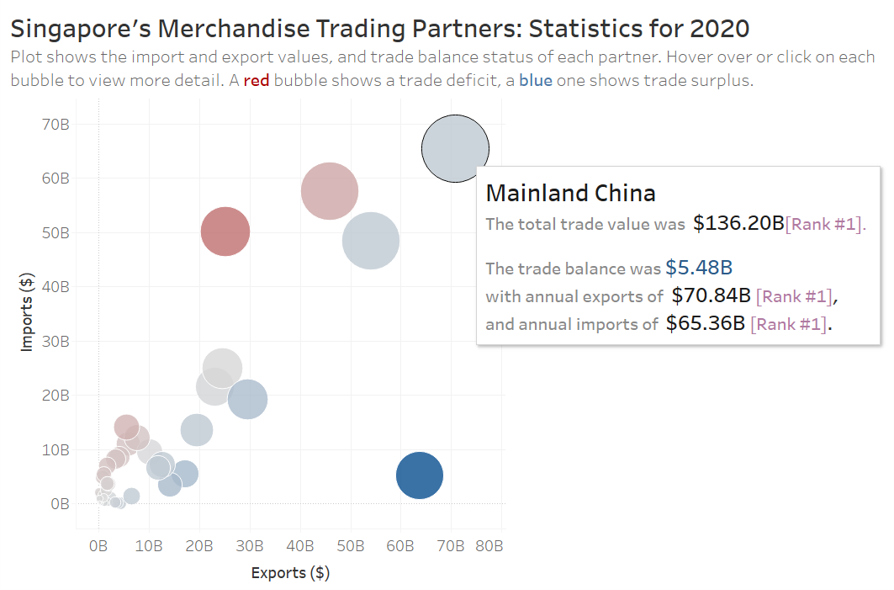 Singapore’s Merchandise Trading Partners: Statistics for 2020
Plot shows the import and export values, and trade balance status of each partner. Hover over or click on each
bubble to view more detail. A red bubble shows a trade deficit, a blue one shows trade surplus.
70B
60B
50B
40B
30B
20B
10B
0B
Imports ($)
Mainland China
The total trade value was $136.20B[Rank #1].
The trade balance was $5.48B
with annual exports of $70.84B [Rank #1],
and annual imports of $65.36B [Rank #1].
0B 10B 20B 30B 40B 50B 60B 70B 80B
Exports ($)